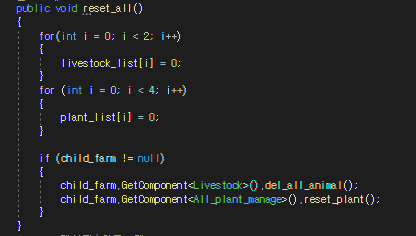 public void reset_all()
{
for(int i = 0; i < 2; i++)
{
livestock_list[i] = 0;
}
for (int i = 0; i < 4; i++)
{
plant_list[i] = 0;
}
if (child_farm != null)
{
child_farm.GetComponent<Livestock>().del_all_animal();
child_farm.GetComponent<All_plant_manage>().reset_plant();
}
}